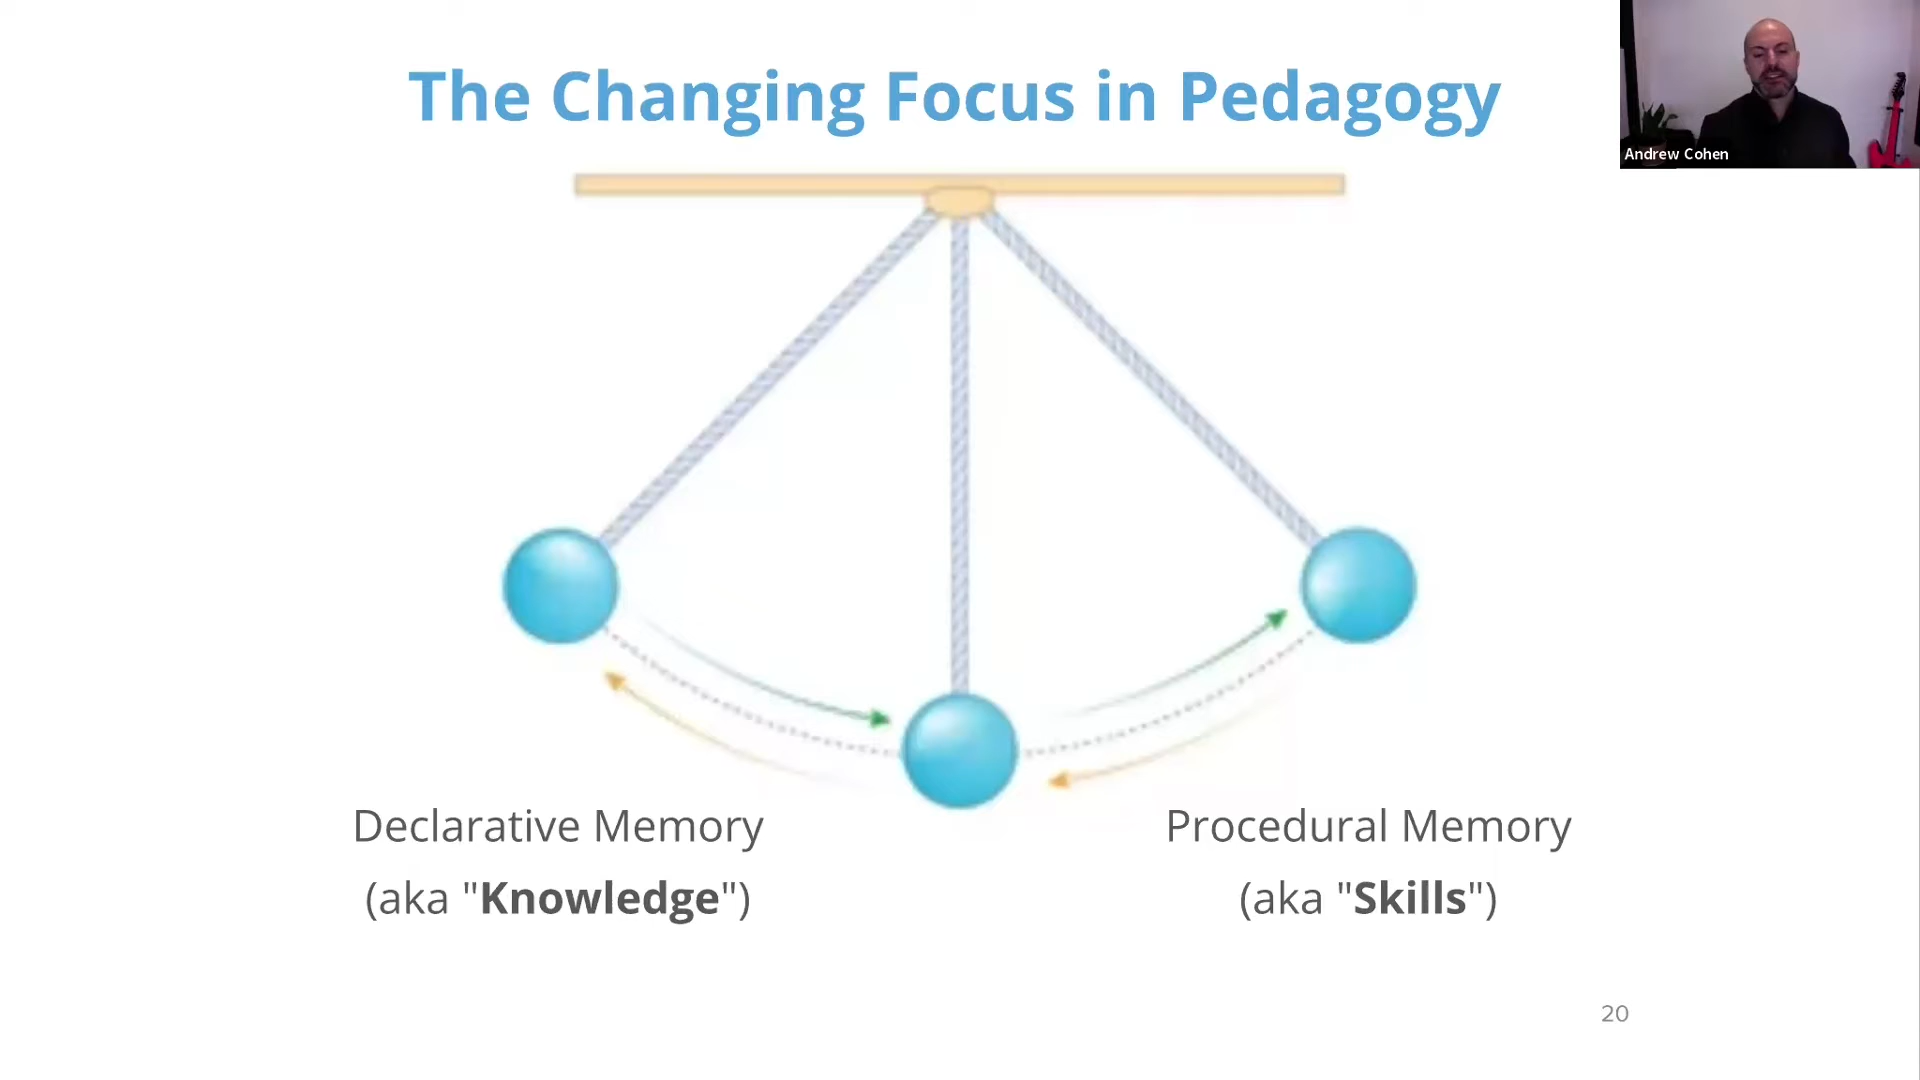 The Changing Focus in Pedagogy
Andrew Cohen
Declarative Memory
(aka "Knowledge")
Procedural Memory
(aka "Skills")
20